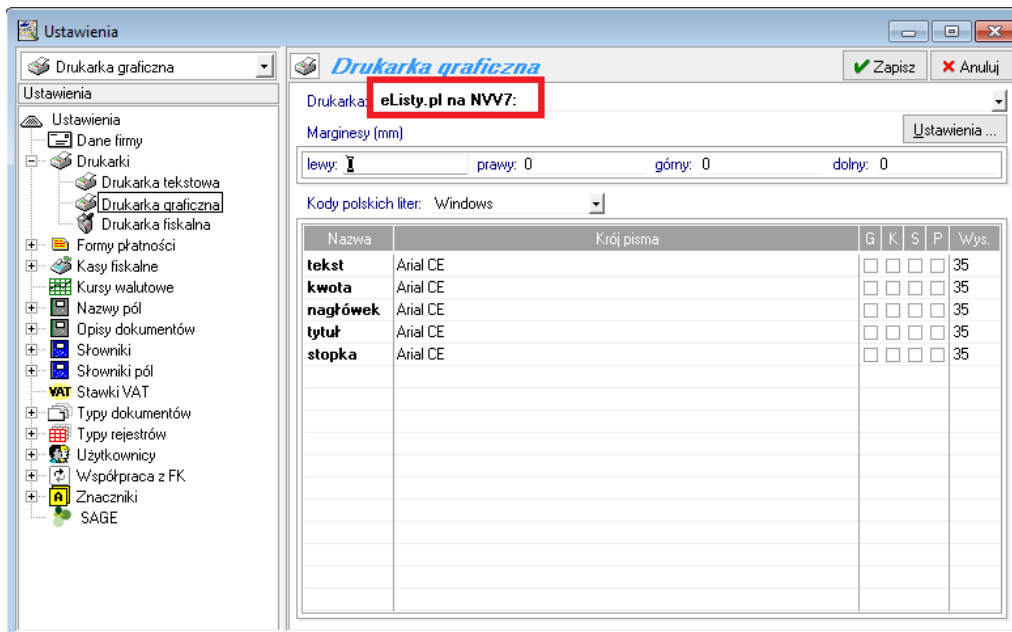 Ustawienia
Drukarka graficzna
Ustawienia
Ustawienia
Dane firmy
Drukarki
Drukarka tekstowa
Drukarka graficzna
Drukarka fiskalna
Formy płatności
Kasy fiskalne
Kursy walutowe
Nazwy pól
Opisy dokumentów
Słowniki
Słowniki pól
VAT Stawki VAT
Typy dokumentów
Typy rejestrów
Użytkownicy
Współpraca z FK
A Znaczniki
SAGE
Drukarka graficzna
Zapisz Anuluj
Drukarka: eListy.pl na NVV7:
Marginesy (mm) Ustawienia ...
lewy: prawy: 0 górny: 0 dolny: 0
Kody polskich liter: Windows
Nazwa Krój pisma G K S P Wys.
tekst Arial CE 35
kwota Arial CE 35
nagłówek Arial CE 35
tytuł Arial CE 35
stopka Arial CE 35